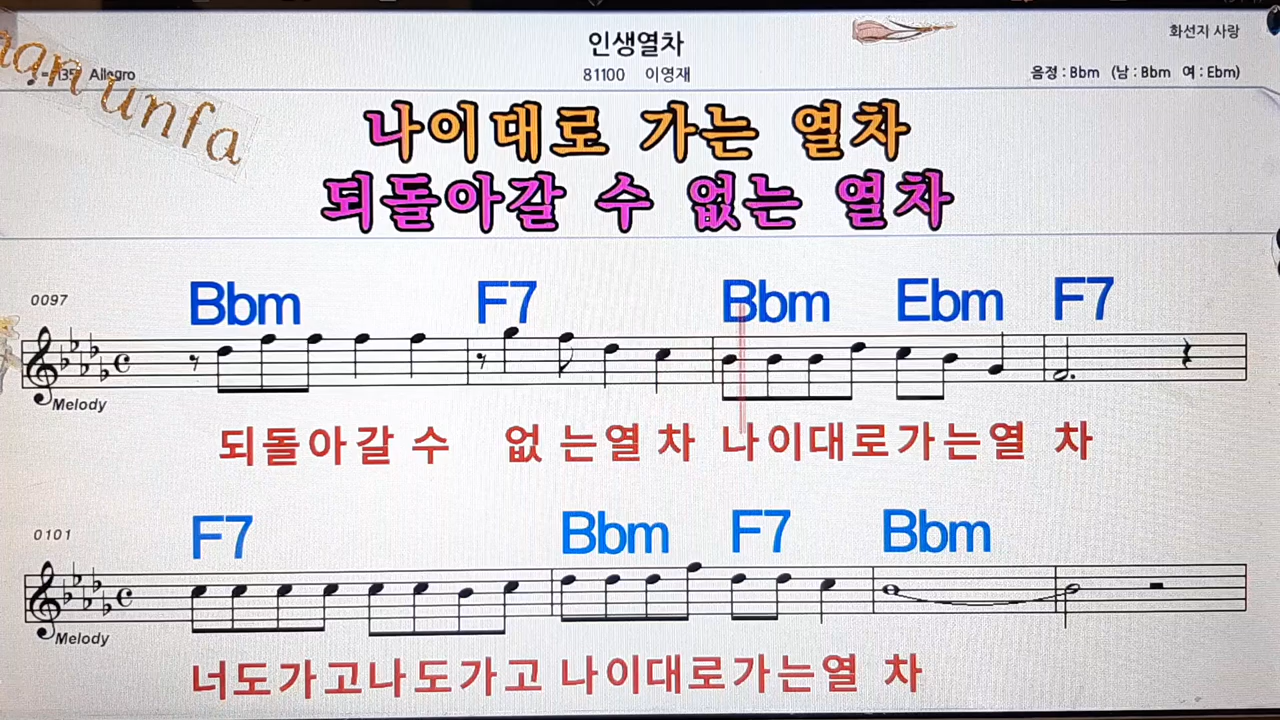 인생열차
화선지 사랑
81100 이영재
Allegro
음정 : Bbm (남 : Bbm 여 : Ebm)
unfa
나이대로 가는 열차
되돌아갈 수 없는 열차
Bbm F7 Bbm Ebm F7
0097
Melody
되돌아갈 수 없 는열 차 나이대로가는열 차
F7 Bbm F7 Bbm
0101
Melody
너도가고나도가고 나이대로가는열 차